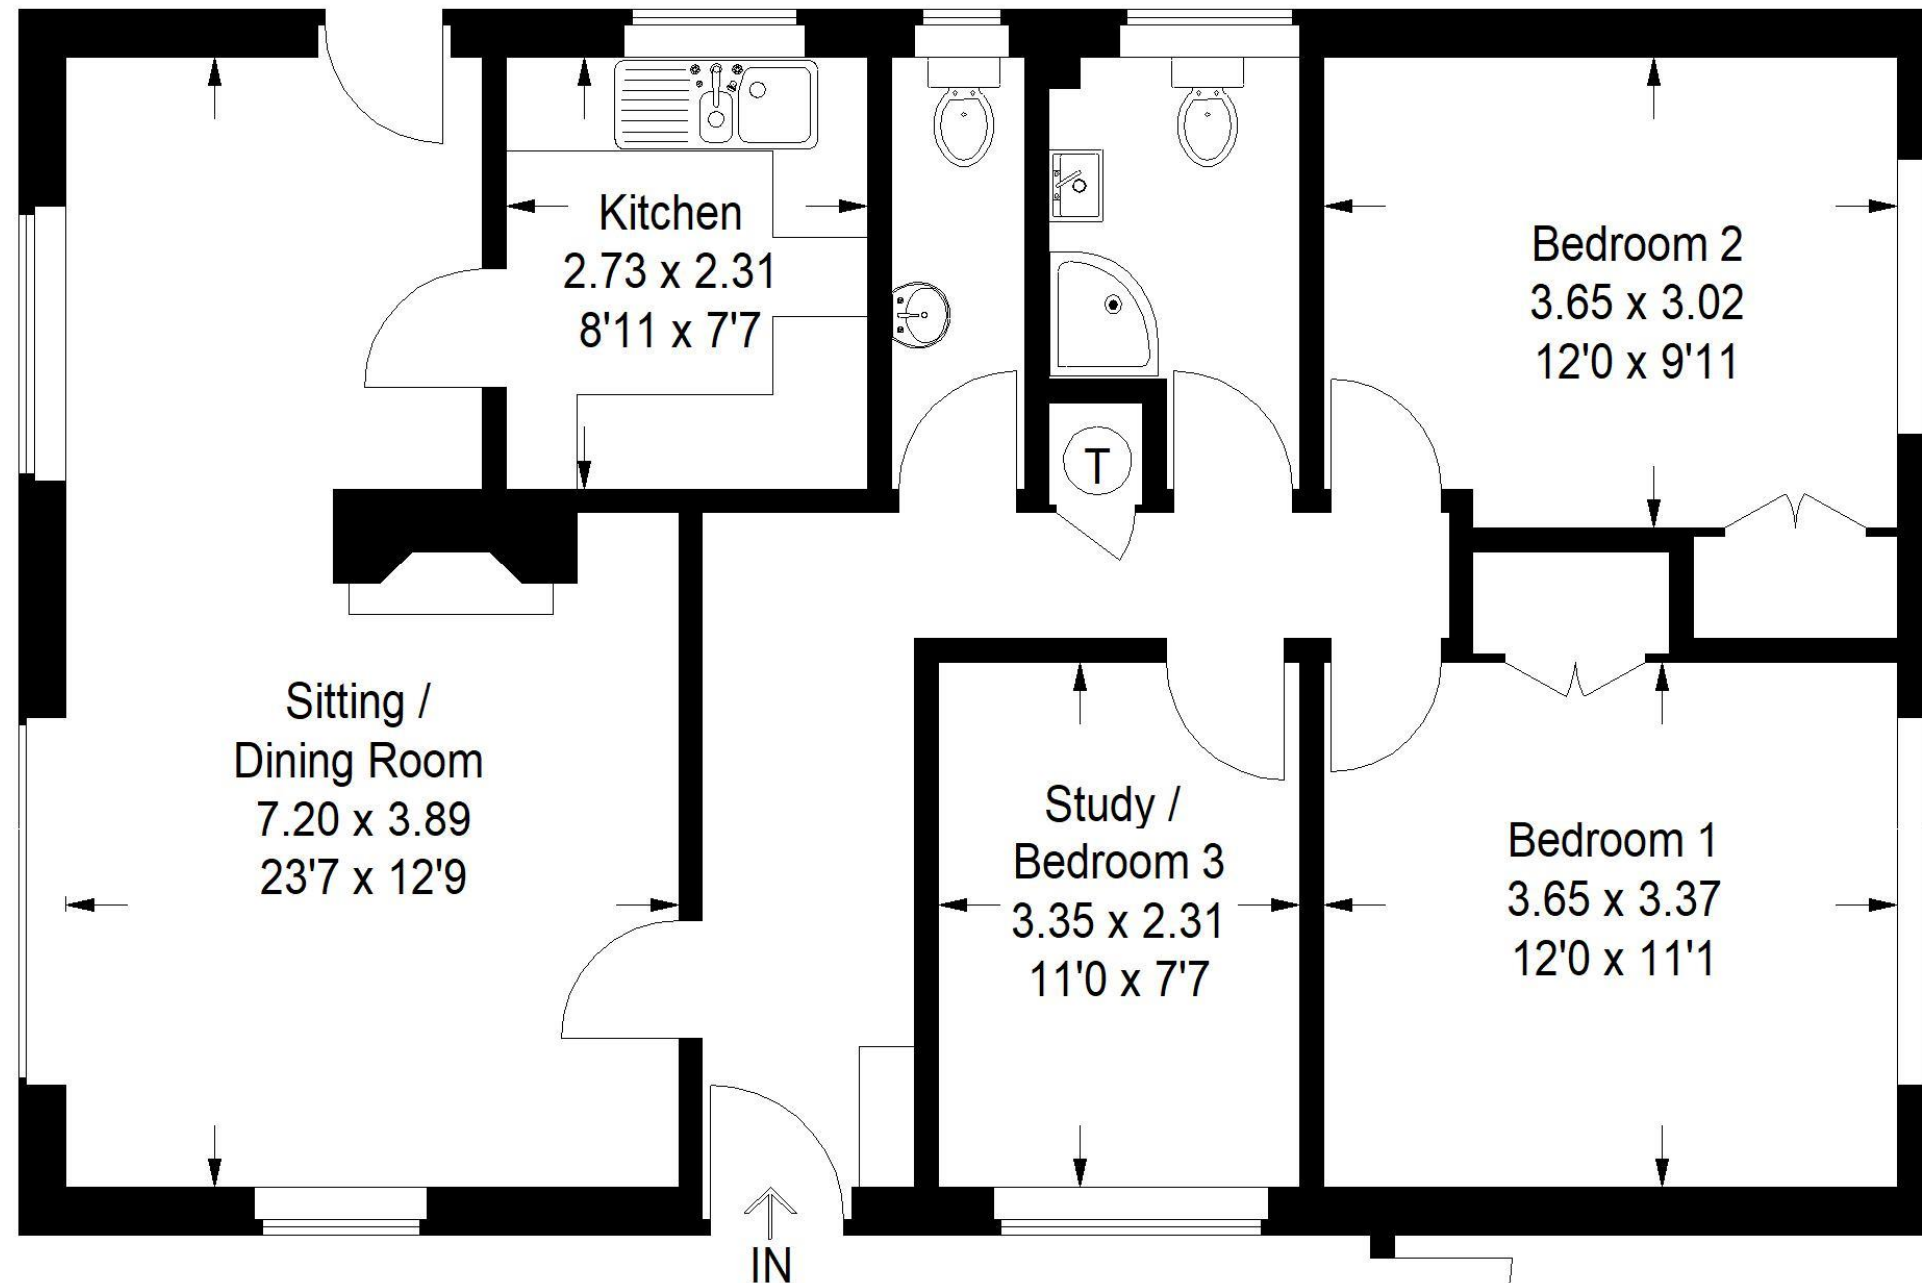 Kitchen
2.73 x 2.31
8'11 x 7'7
Bedroom 2
3.65 x 3.02
12'0 x 9'11
T
Sitting /
Dining Room
7.20 x 3.89
23'7 x 12'9
Study /
Bedroom 3
3.35 x 2.31
11'0 x 7'7
Bedroom 1
3.65 x 3.37
12'0 x 11'1
IN